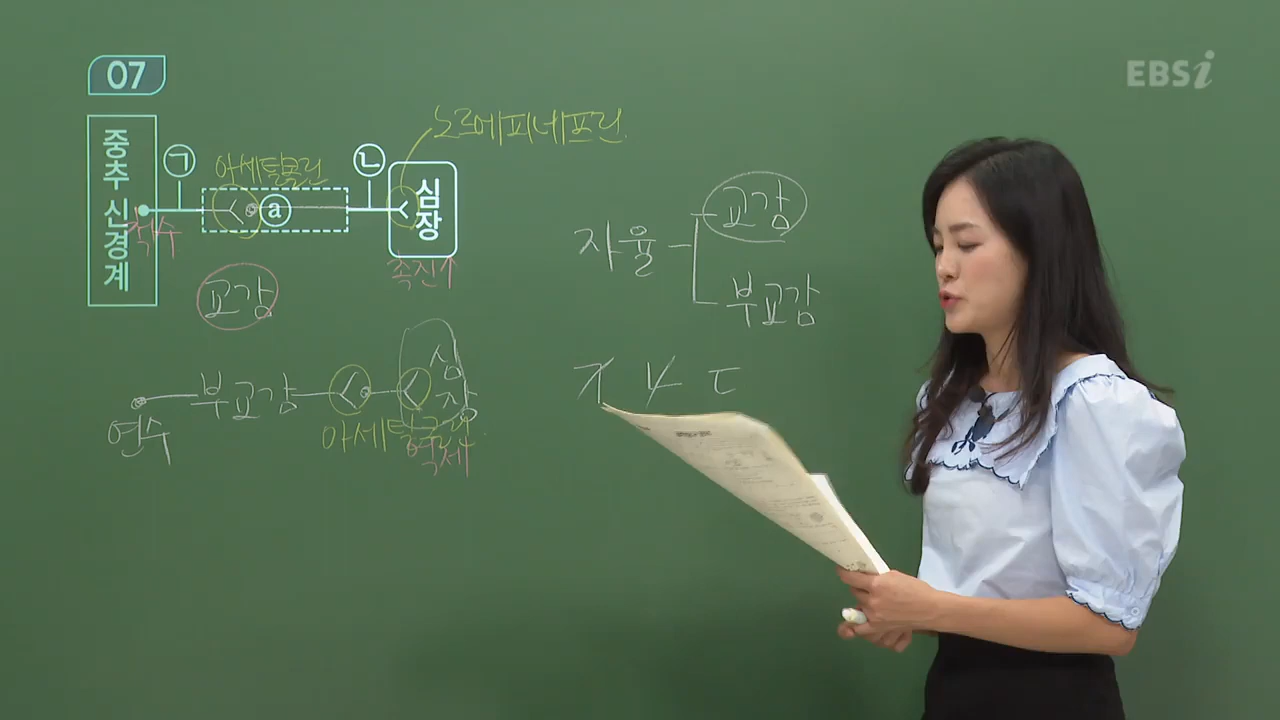 07
EBSi
노르에피네프린
중추 신경계
㉠
아세틸콜린
ⓐ
㉡
심장
척수
촉진↑
교감
자율
교감
부교감
연수
부교감
심장
아세틸콜린
억제↓
ㄱ ㄴ ㄷ